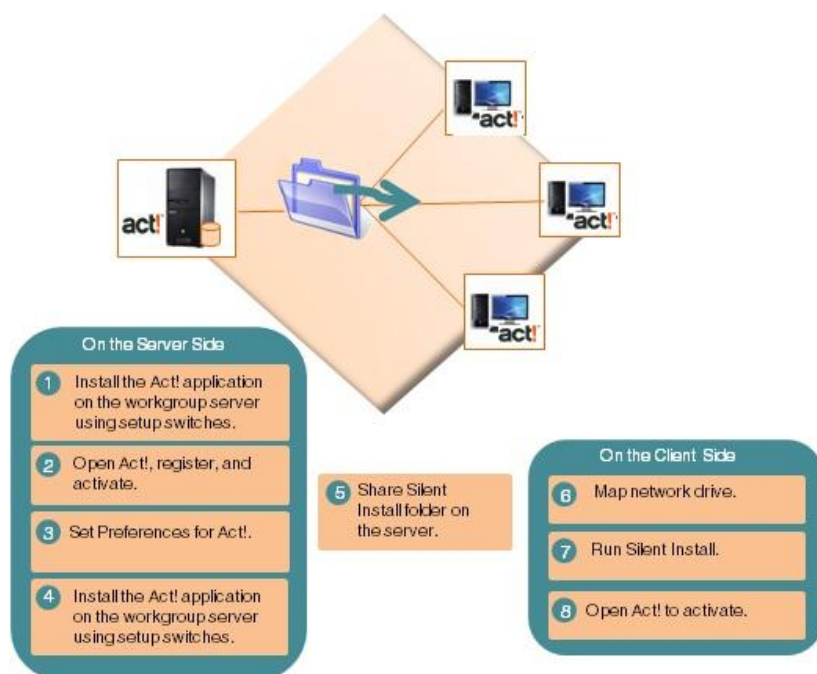 act!
act!
act!
act!
On the Server Side
1 Install the Act! application
on the workgroup server
using setup switches.
2 Open Act!, register, and
activate.
3 Set Preferences for Act!.
4 Install the Act! application
on the workgroup server
using setup switches.
5 Share Silent
Install folder on
the server.
On the Client Side
6 Map network drive.
7 Run Silent Install.
8 Open Act! to activate.